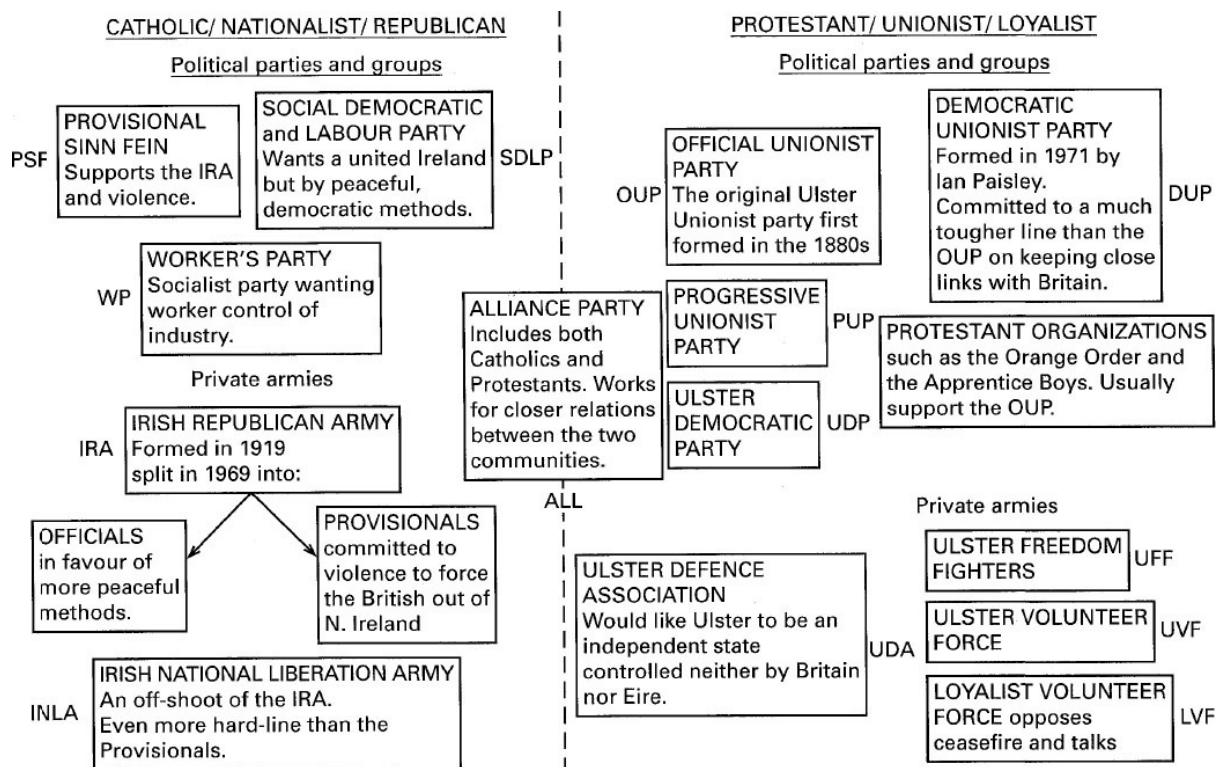 CATHOLIC/ NATIONALIST/ REPUBLICAN
Political parties and groups
PSF
PROVISIONAL
SINN FEIN
Supports the IRA
and violence.
SOCIAL DEMOCRATIC
and LABOUR PARTY
Wants a united Ireland
but by peaceful,
democratic methods.
SDLP
WP
WORKER'S PARTY
Socialist party wanting
worker control of
industry.
Private armies
IRA
IRISH REPUBLICAN ARMY
Formed in 1919
split in 1969 into:
OFFICIALS
in favour of
more peaceful
methods.
PROVISIONALS
committed to
violence to force
the British out of
N. Ireland
INLA
IRISH NATIONAL LIBERATION ARMY
An off-shoot of the IRA.
Even more hard-line than the
Provisionals.
ALLIANCE PARTY
Includes both
Catholics and
Protestants. Works
for closer relations
between the two
communities.
ALL
PROTESTANT/ UNIONIST/ LOYALIST
Political parties and groups
OUP
OFFICIAL UNIONIST
PARTY
The original Ulster
Unionist party first
formed in the 1880s
DEMOCRATIC
UNIONIST PARTY
Formed in 1971 by
Ian Paisley.
Committed to a much
tougher line than the
OUP on keeping close
links with Britain.
DUP
PROGRESSIVE
UNIONIST
PARTY
PUP
ULSTER
DEMOCRATIC
PARTY
UDP
PROTESTANT ORGANIZATIONS
such as the Orange Order and
the Apprentice Boys. Usually
support the OUP.
Private armies
ULSTER DEFENCE
ASSOCIATION
Would like Ulster to be an
independent state
controlled neither by Britain
nor Eire.
UDA
ULSTER FREEDOM
FIGHTERS
UFF
ULSTER VOLUNTEER
FORCE
UVF
LOYALIST VOLUNTEER
FORCE opposes
ceasefire and talks
LVF